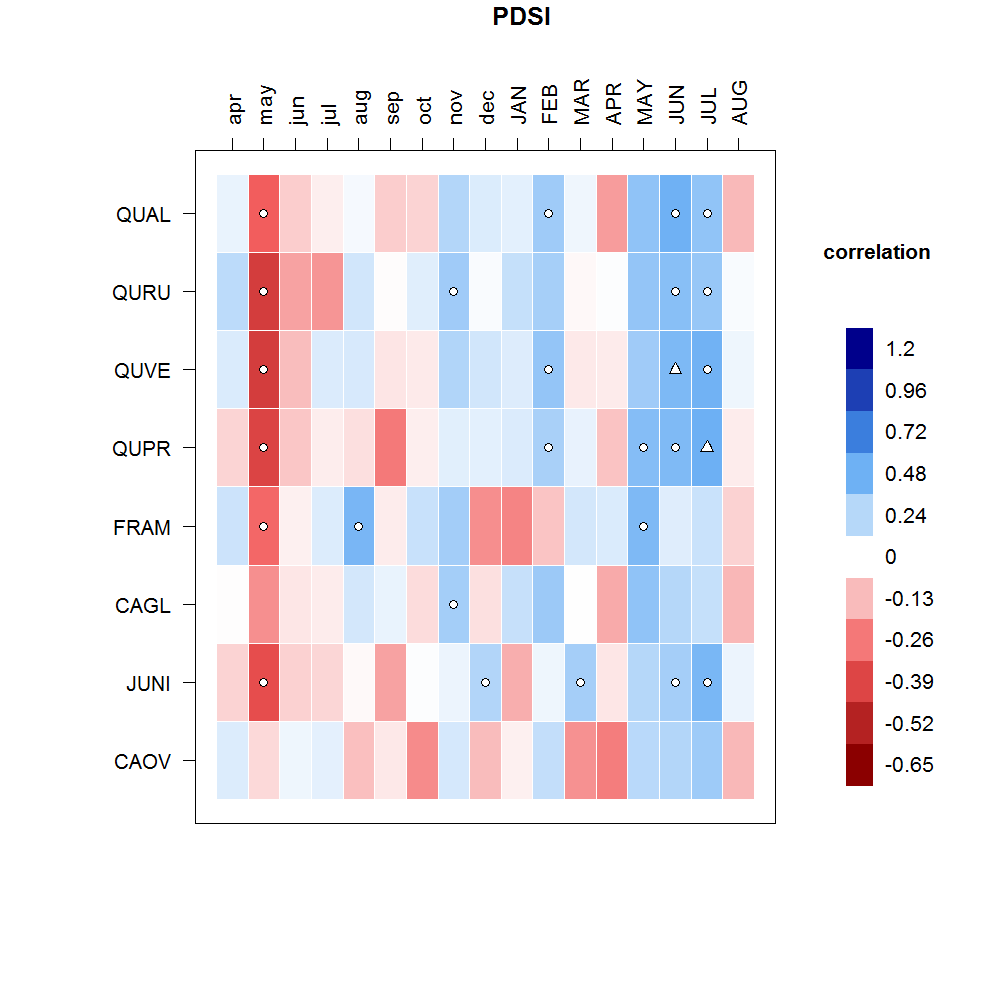 PDSI
apr may jun jul aug sep oct nov dec JAN FEB MAR APR MAY JUN JUL AUG
QUAL
QURU
QUVE
QUPR
FRAM
CAGL
JUNI
CAOV
correlation
1.2
0.96
0.72
0.48
0.24
0
-0.13
-0.26
-0.39
-0.52
-0.65